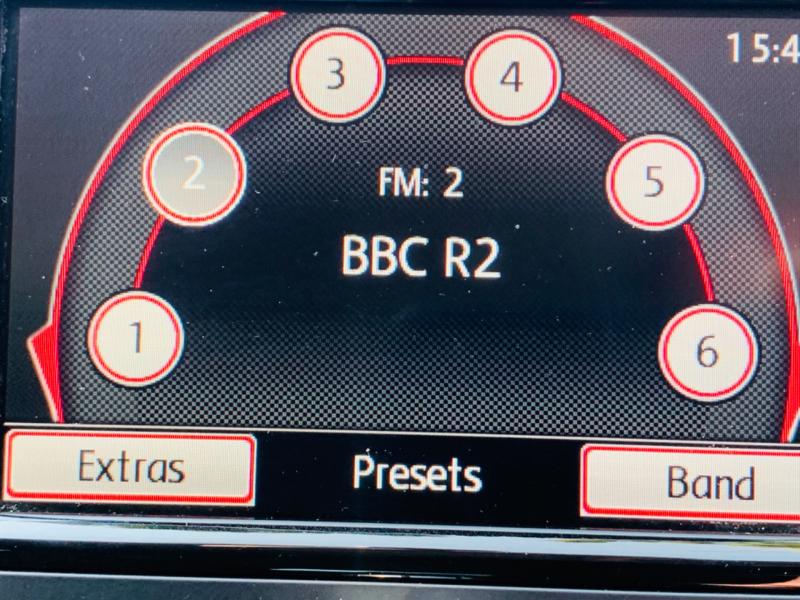 15:4
3
4
2
5
FM: 2
BBC R2
1
6
Extras
Presets
Band